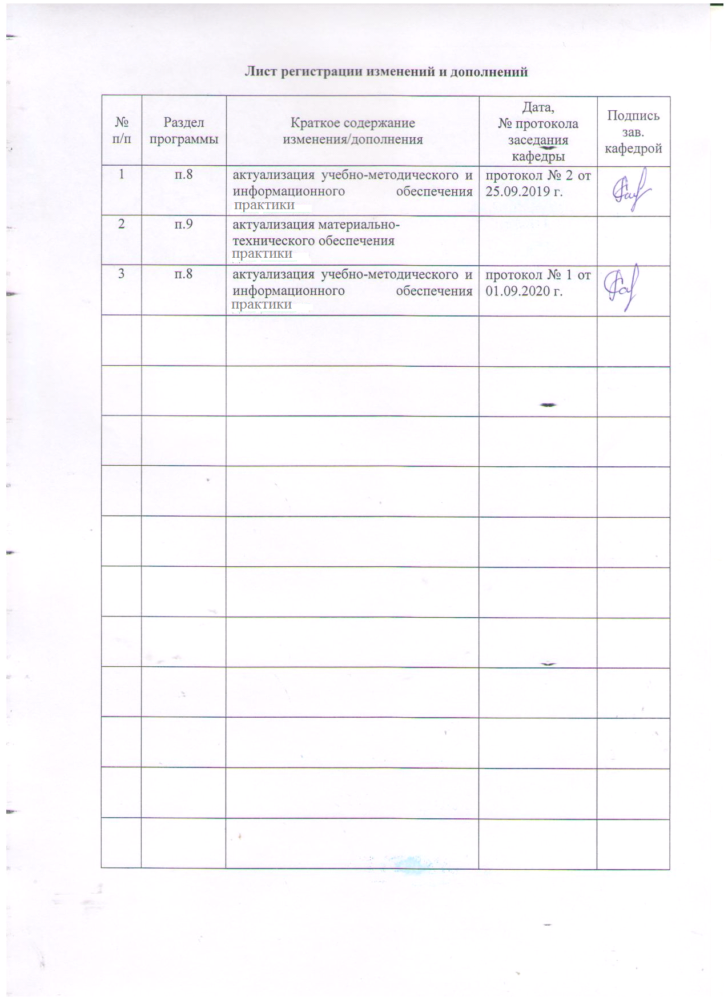 Лист регистрации изменений и дополнений
№
п/п
Раздел
программы
Краткое содержание
изменения/дополнения
Дата,
№ протокола
заседания
кафедры
Подпись
зав.
кафедрой
1
п.8
актуализация учебно-методического и
информационного обеспечения
практики
протокол № 2 от
25.09.2019 г.
2
п.9
актуализация материально-
технического обеспечения
практики
3
п.8
актуализация учебно-методического и
информационного обеспечения
практики
протокол № 1 от
01.09.2020 г.